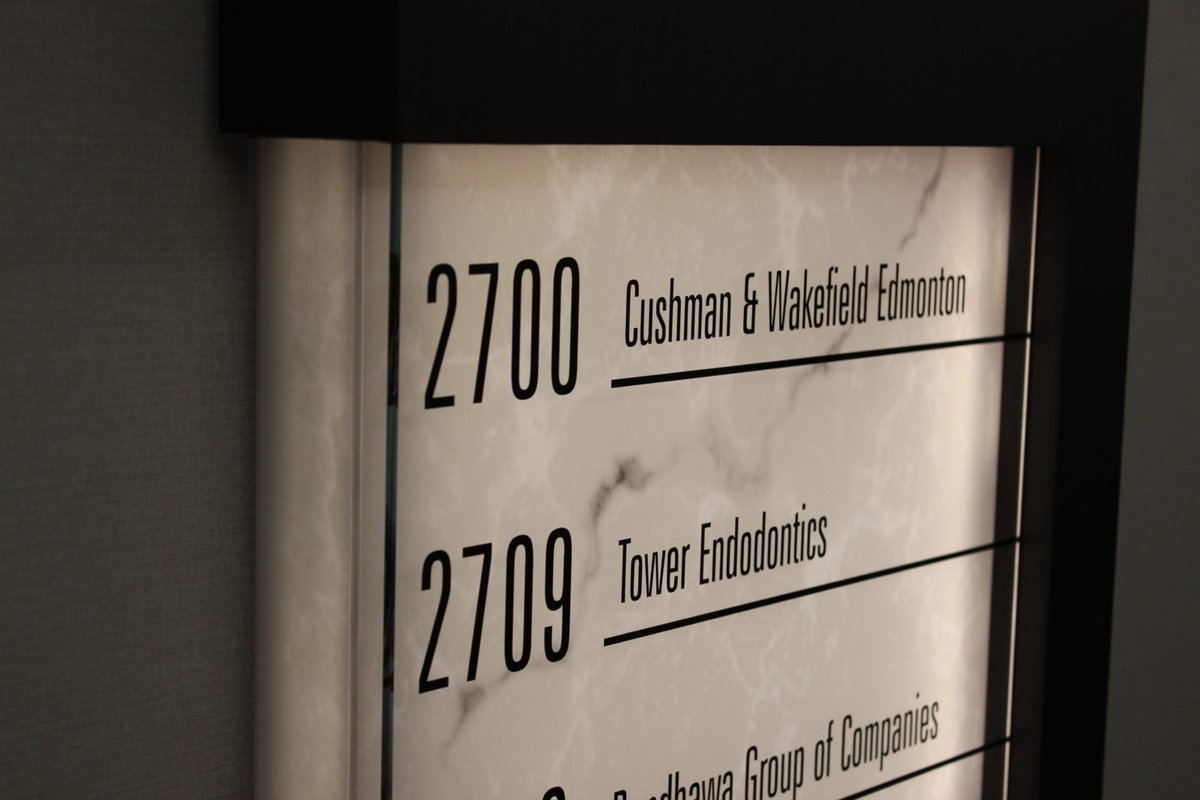 2700 Cushman & Wakefield Edmonton
2709 Tower Endodontics
Group of Companies